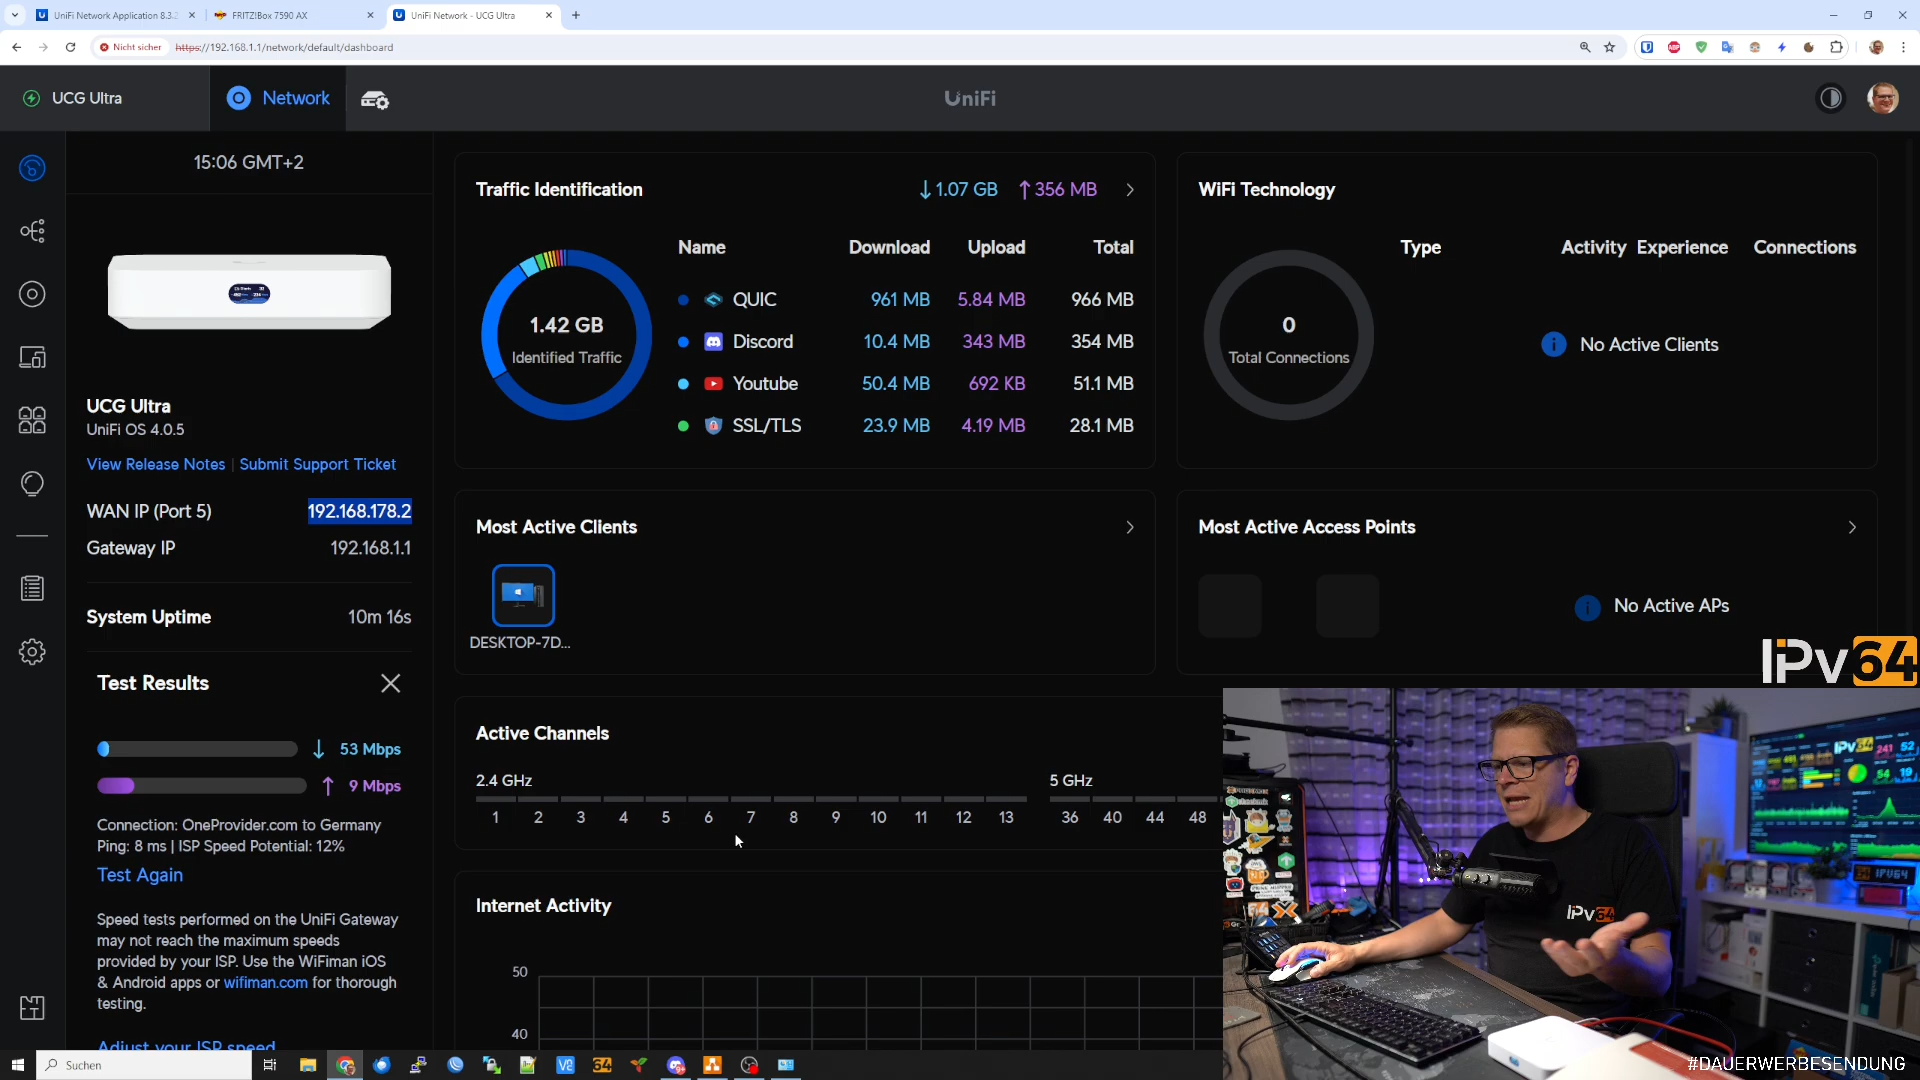 UniFi Network Application 8.3.
FRITZ!Box 7590 AX
UniFi Network - UCG Ultra
Nicht sicher
https://192.168.1.1/network/default/dashboard
UCG Ultra
Network
UniFi
15:06 GMT+2
UCG Ultra
UniFi OS 4.0.5
View Release Notes | Submit Support Ticket
WAN IP (Port 5) 192.168.178.2
Gateway IP 192.168.1.1
System Uptime 10m 16s
Test Results
53 Mbps
9 Mbps
Connection: OneProvider.com to Germany
Ping: 8 ms | ISP Speed Potential: 12%
Test Again
Speed tests performed on the UniFi Gateway
may not reach the maximum speeds
provided by your ISP. Use the WiFiman iOS
& Android apps or wifiman.com for thorough
testing.
Adjust your ISP speed
Traffic Identification ↓1.07 GB ↑356 MB
1.42 GB
Identified Traffic
Name Download Upload Total
QUIC 961 MB 5.84 MB 966 MB
Discord 10.4 MB 343 MB 354 MB
Youtube 50.4 MB 692 KB 51.1 MB
SSL/TLS 23.9 MB 4.19 MB 28.1 MB
WiFi Technology
0
Total Connections
Type Activity Experience Connections
No Active Clients
Most Active Clients
DESKTOP-7D...
Most Active Access Points
No Active APs
Active Channels
2.4 GHz
1 2 3 4 5 6 7 8 9 10 11 12 13
5 GHz
36 40 44 48
Internet Activity
50
40
IPv64
IPv64
IPv64 241 52
54 19
IPV64
#DAUERWERBESENDUNG
Suchen
64